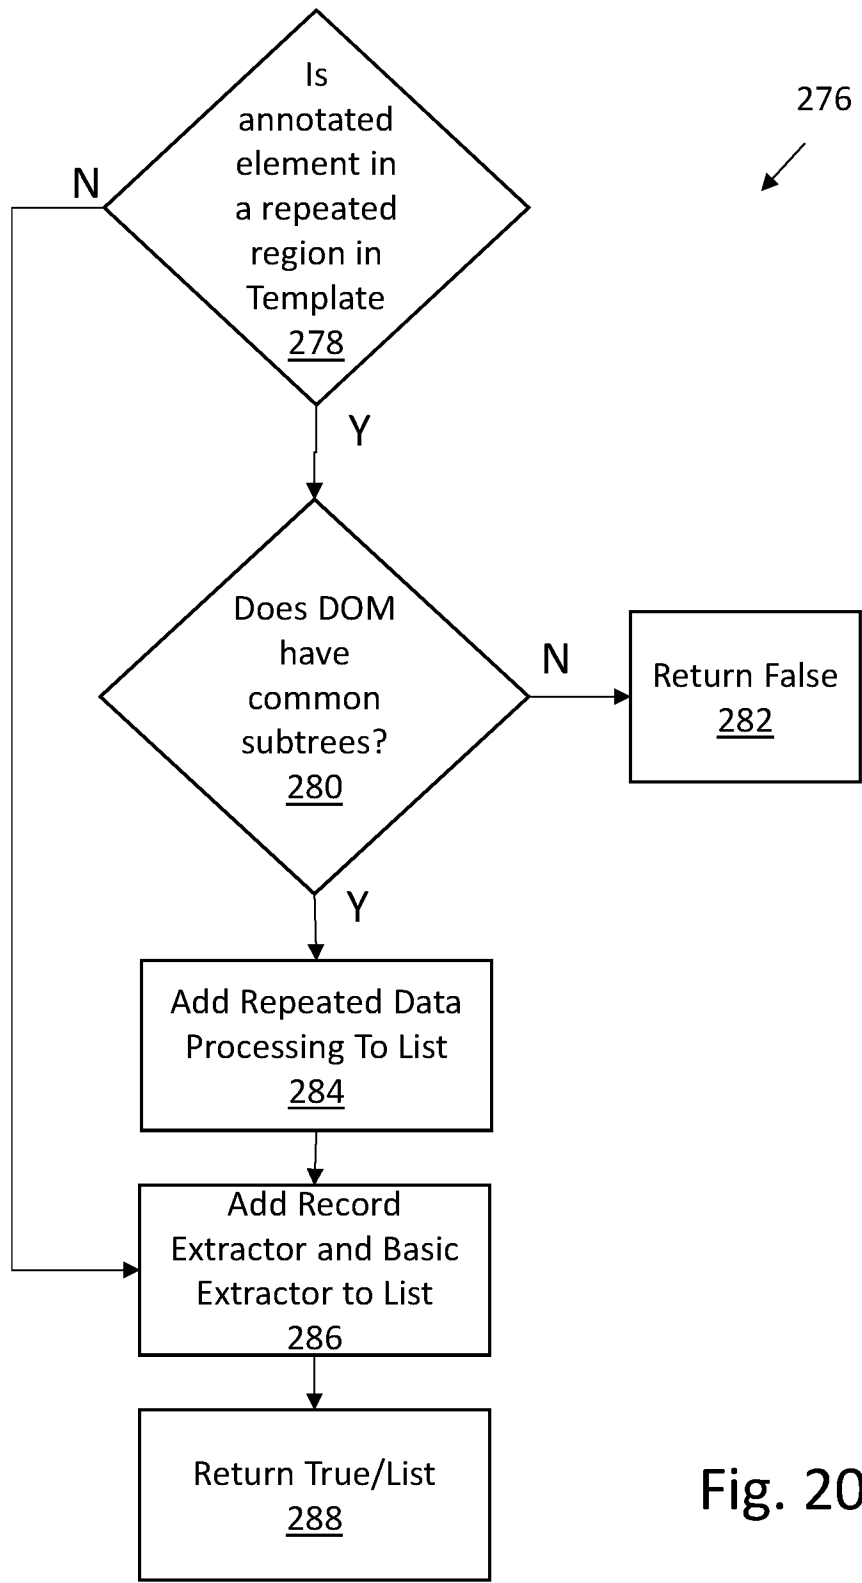 Is
annotated
element in
a repeated
region in
Template
278
276
N
Y
Does DOM
have
common
subtrees?
280
N
Return False
282
Y
Add Repeated Data
Processing To List
284
Add Record
Extractor and Basic
Extractor to List
286
Return True/List
288
Fig. 20